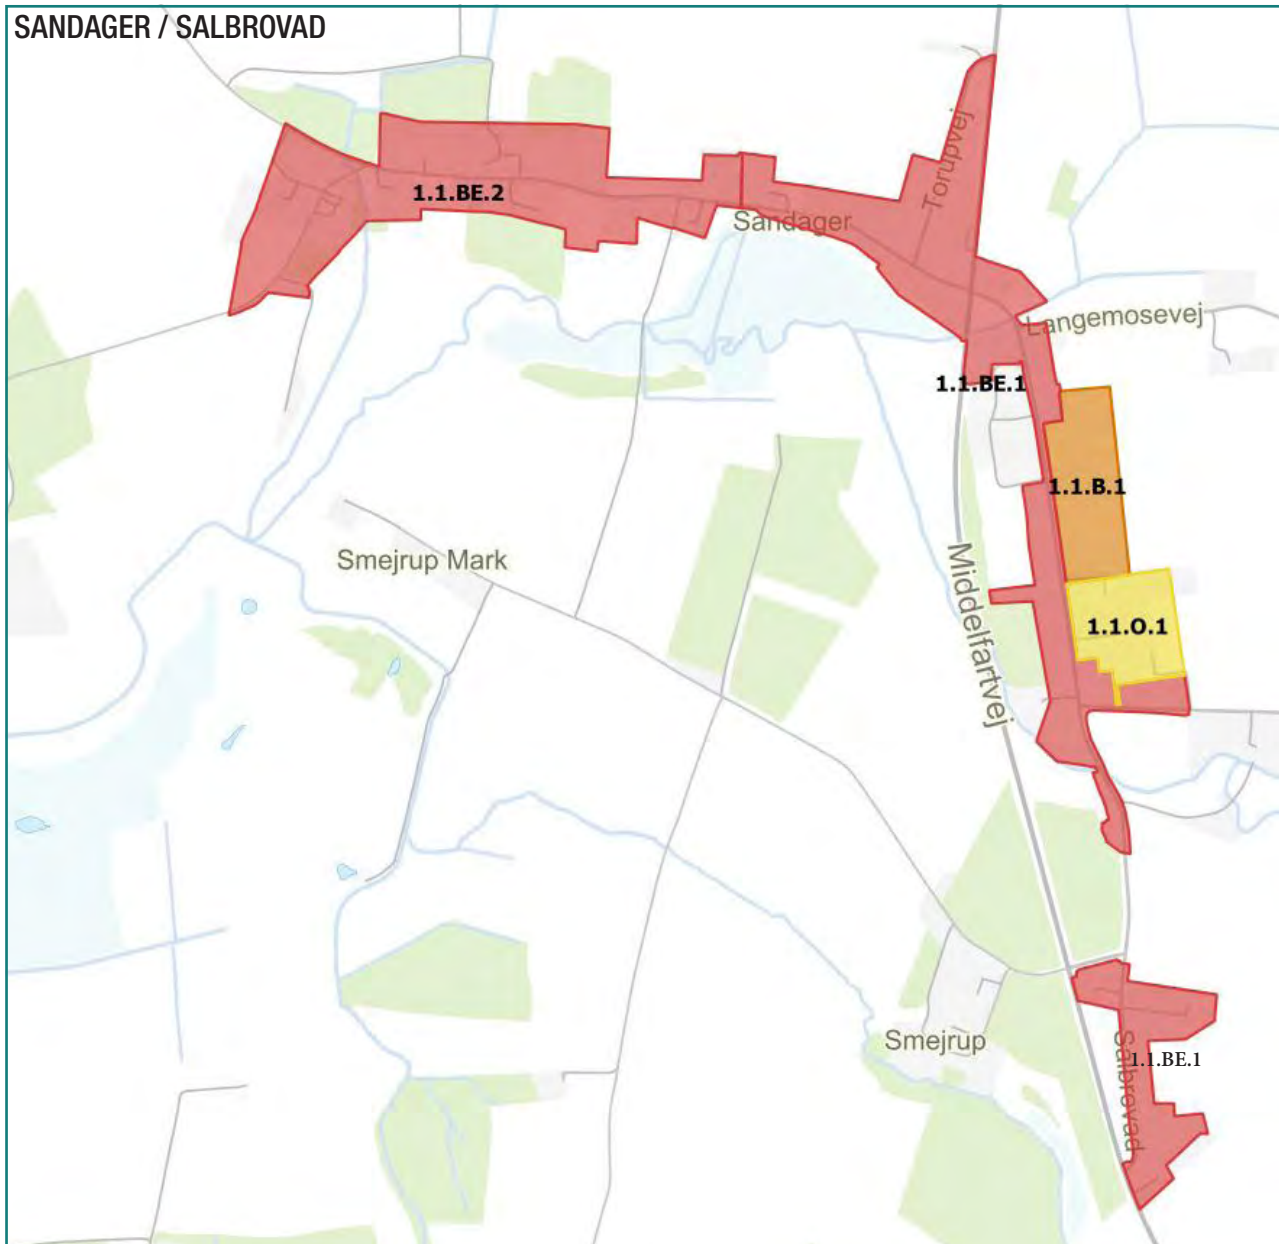 SANDAGER / SALBROVAD
Torupvej
1.1.BE.2
Sandager
Langemosevej
1.1.BE.1
1.1.B.1
Smejrup Mark
Middelfartvej
1.1.O.1
Smejrup
Salbrovad
1.1.BE.1